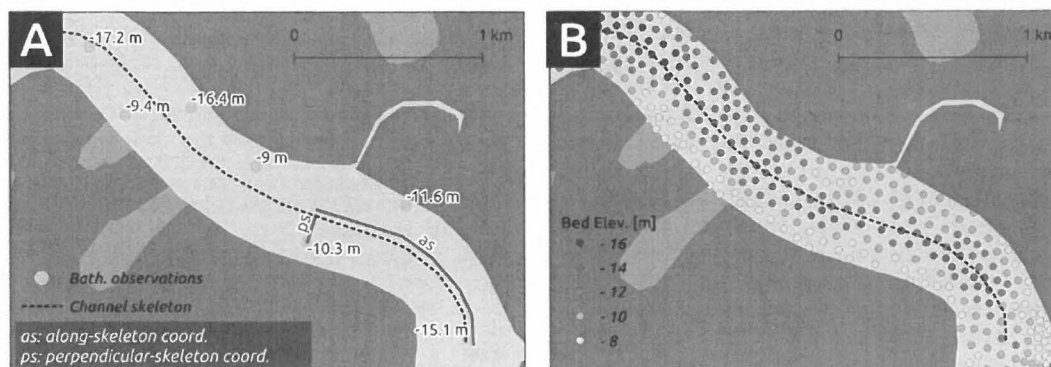 A
-17.2 m
0
1 km
-9.4 m
-16.4 m
-9 m
-11.6 m
ps
as
-10.3 m
-15.1 m
Bath. observations
Channel skeleton
as: along-skeleton coord.
ps: perpendicular-skeleton coord.
B
0
1 km
Bed Elev. [m]
- 16
- 14
- 12
- 10
- 8